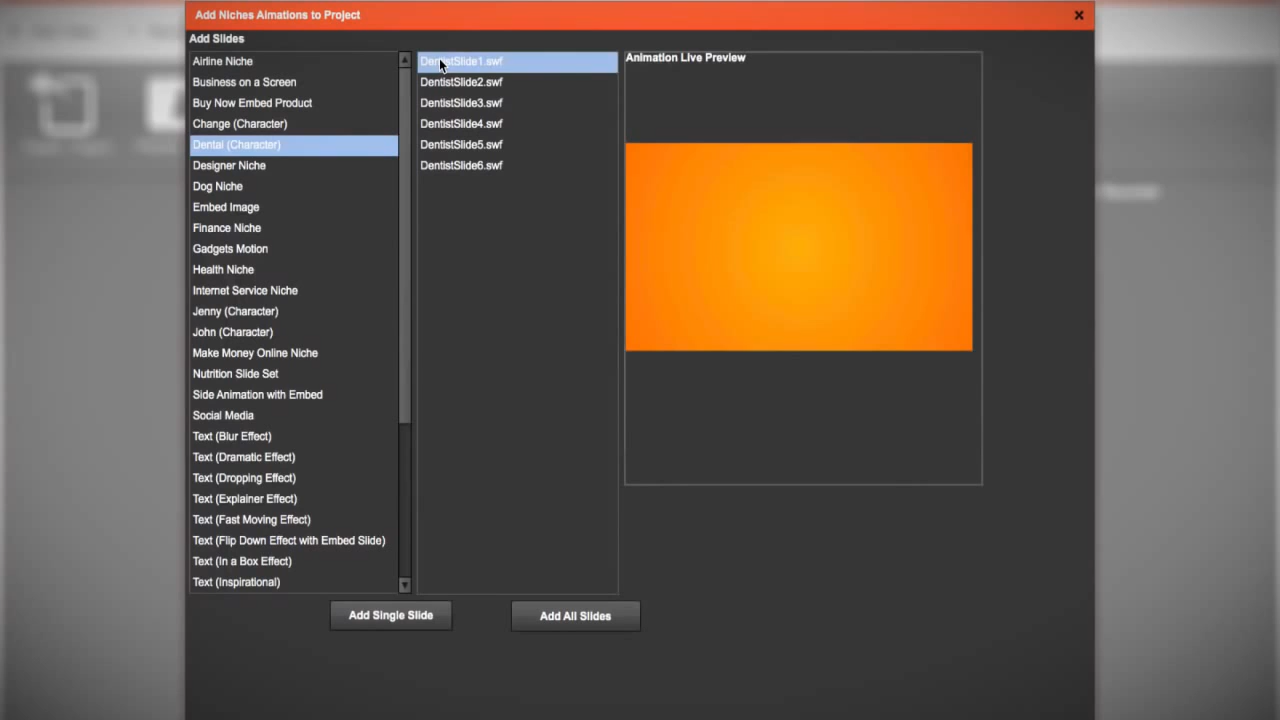 Add Niches Aimations to Project
Add Slides
Airline Niche
Business on a Screen
Buy Now Embed Product
Change (Character)
Dental (Character)
Designer Niche
Dog Niche
Embed Image
Finance Niche
Gadgets Motion
Health Niche
Internet Service Niche
Jenny (Character)
John (Character)
Make Money Online Niche
Nutrition Slide Set
Side Animation with Embed
Social Media
Text (Blur Effect)
Text (Dramatic Effect)
Text (Dropping Effect)
Text (Explainer Effect)
Text (Fast Moving Effect)
Text (Flip Down Effect with Embed Slide)
Text (In a Box Effect)
Text (Inspirational)
DentistSlide1.swf
DentistSlide2.swf
DentistSlide3.swf
DentistSlide4.swf
DentistSlide5.swf
DentistSlide6.swf
Animation Live Preview
Add Single Slide
Add All Slides